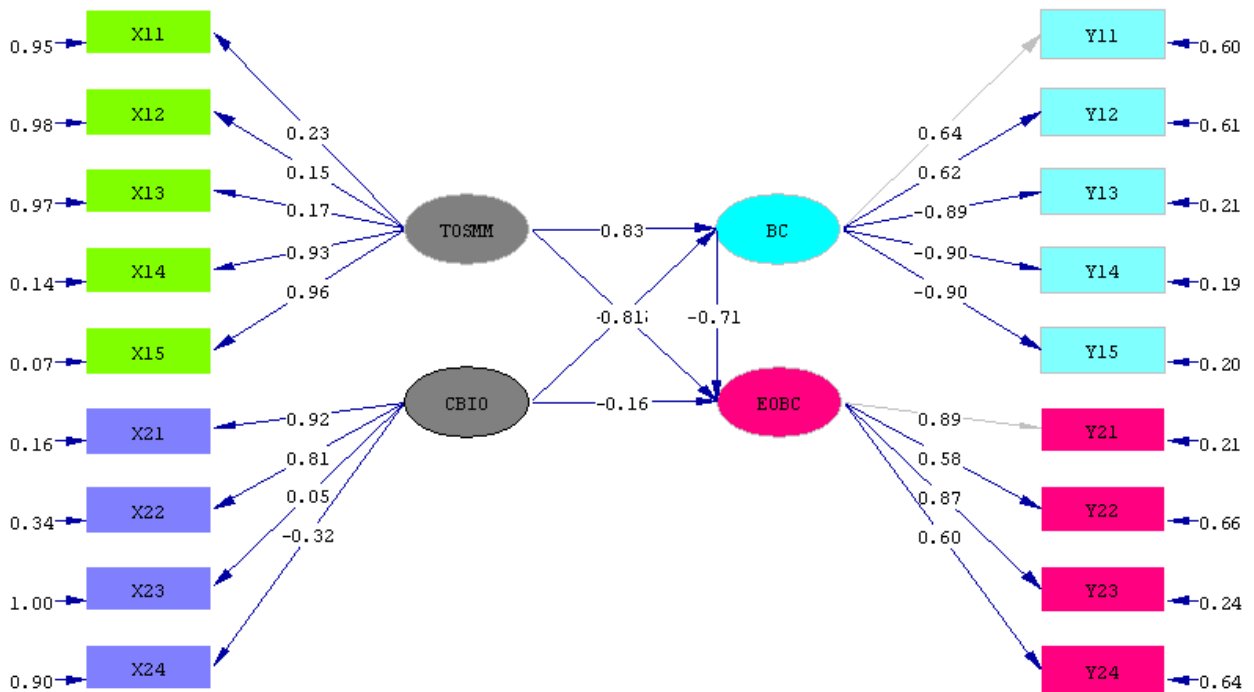 0.95 X11
0.98 X12
0.97 X13
0.14 X14
0.07 X15
0.16 X21
0.34 X22
1.00 X23
0.90 X24
0.23
0.15
0.17
0.93
0.96
0.92
0.81
0.05
-0.32
TOSMM
CBIO
0.83
-0.71
-0.16
BC
EOBC
0.64
0.62
-0.89
-0.90
-0.90
0.89
0.58
0.87
0.60
Y11 0.60
Y12 0.61
Y13 0.21
Y14 0.19
Y15 0.20
Y21 0.21
Y22 0.66
Y23 0.24
Y24 0.64